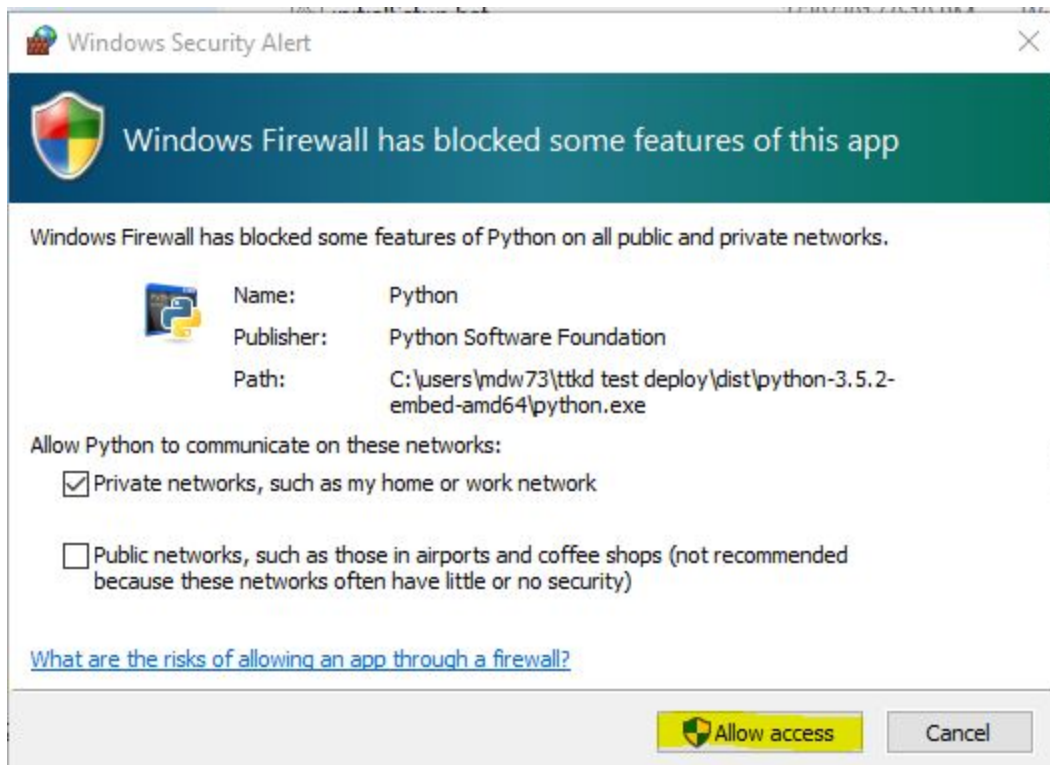 Windows Security Alert
Windows Firewall has blocked some features of this app
Windows Firewall has blocked some features of Python on all public and private networks.
Name: Python
Publisher: Python Software Foundation
Path: C:\users\mdw73\ttkd test deploy\dist\python-3.5.2-
embed-amd64\python.exe
Allow Python to communicate on these networks:
Private networks, such as my home or work network
Public networks, such as those in airports and coffee shops (not recommended
because these networks often have little or no security)
What are the risks of allowing an app through a firewall?
Allow access Cancel